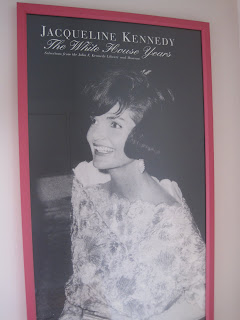 JACQUELINE KENNEDY
The White House Years
Selections from the John F. Kennedy Library and Museum